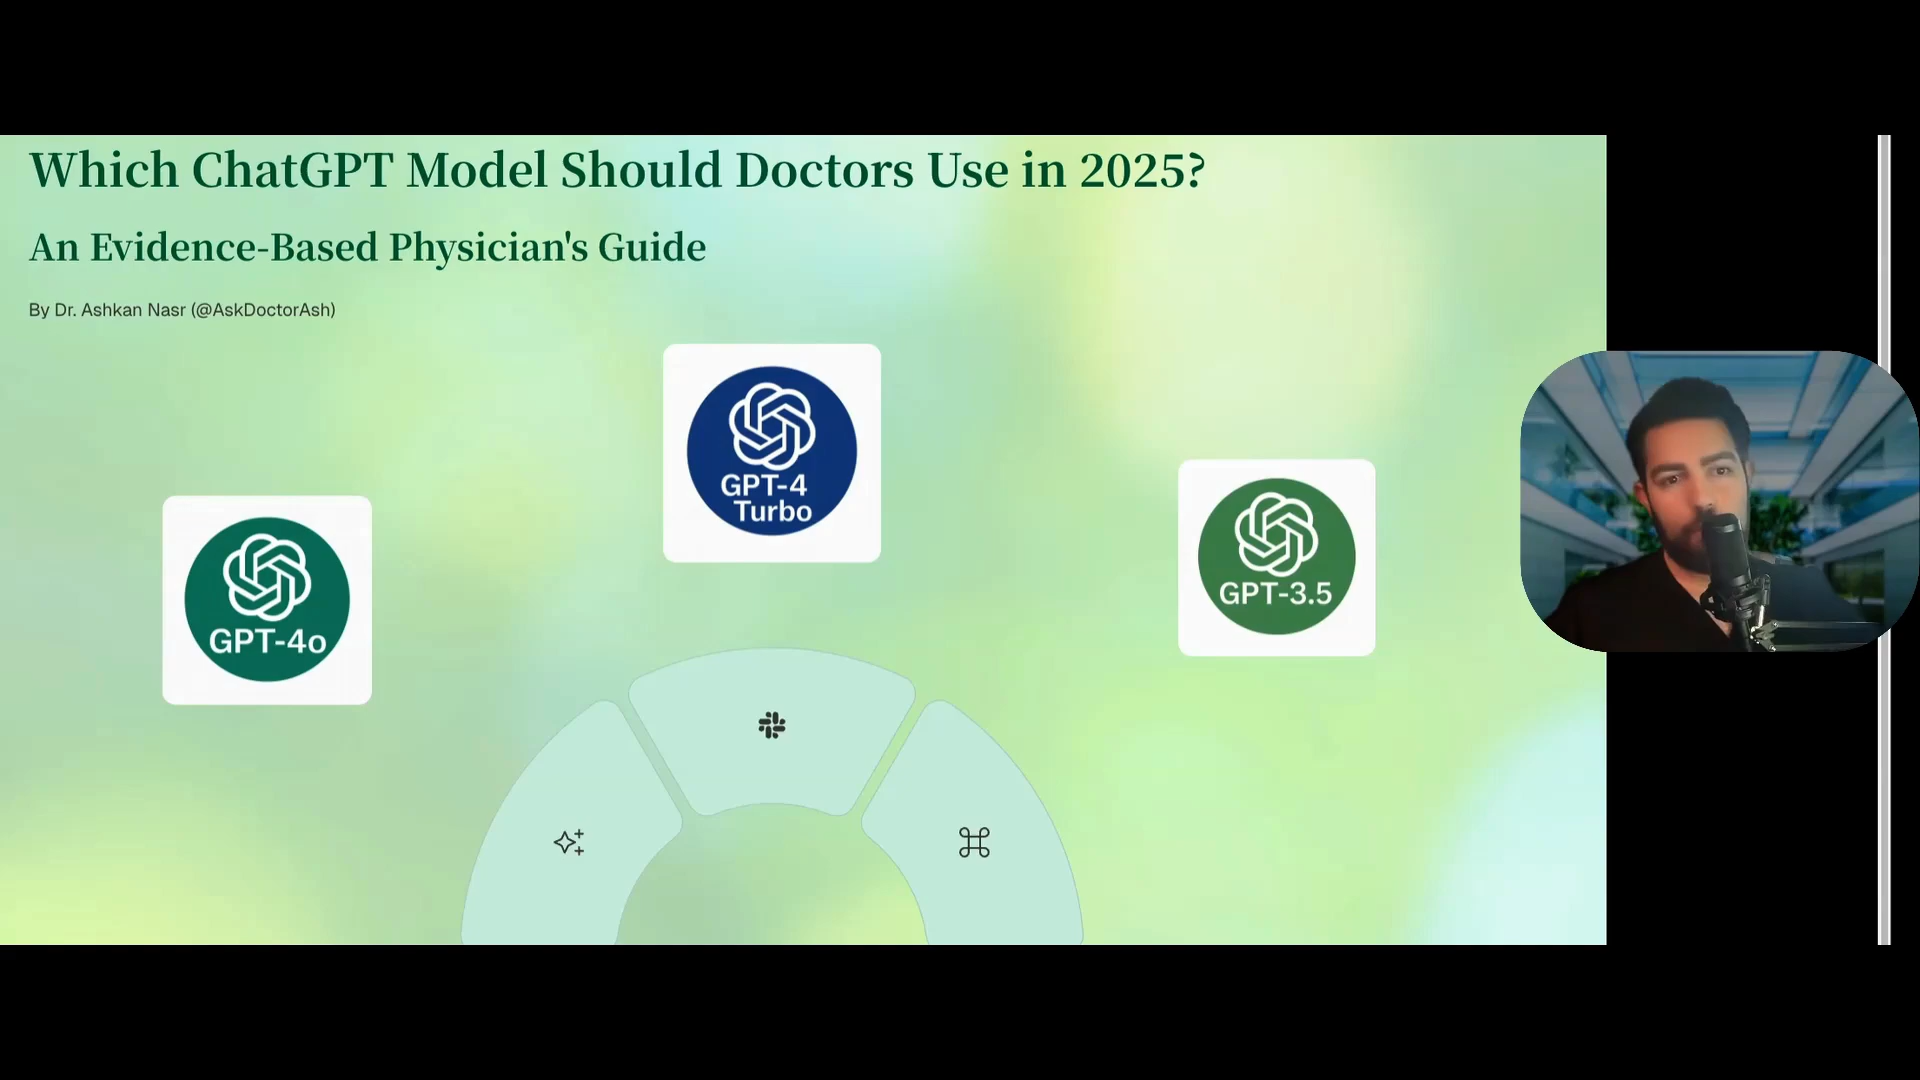 Which ChatGPT Model Should Doctors Use in 2025?
An Evidence-Based Physician's Guide
By Dr. Ashkan Nasr (@AskDoctorAsh)
GPT-4
Turbo
GPT-3.5
GPT-4o